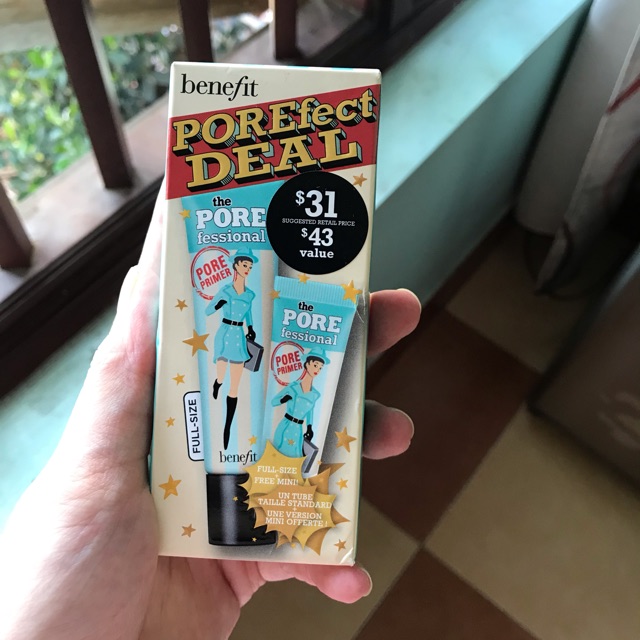 benefit
POREfect
DEAL
$31
SUGGESTED RETAIL PRICE
$43
value
the
PORE
fessional
PORE
PRIMER
the
PORE
fessional
PORE
PRIMER
FULL-SIZE
benefit
FULL-SIZE
+
FREE MINI!
UN TUBE
TAILLE STANDARD
+
UNE VERSION
MINI OFFERTE !